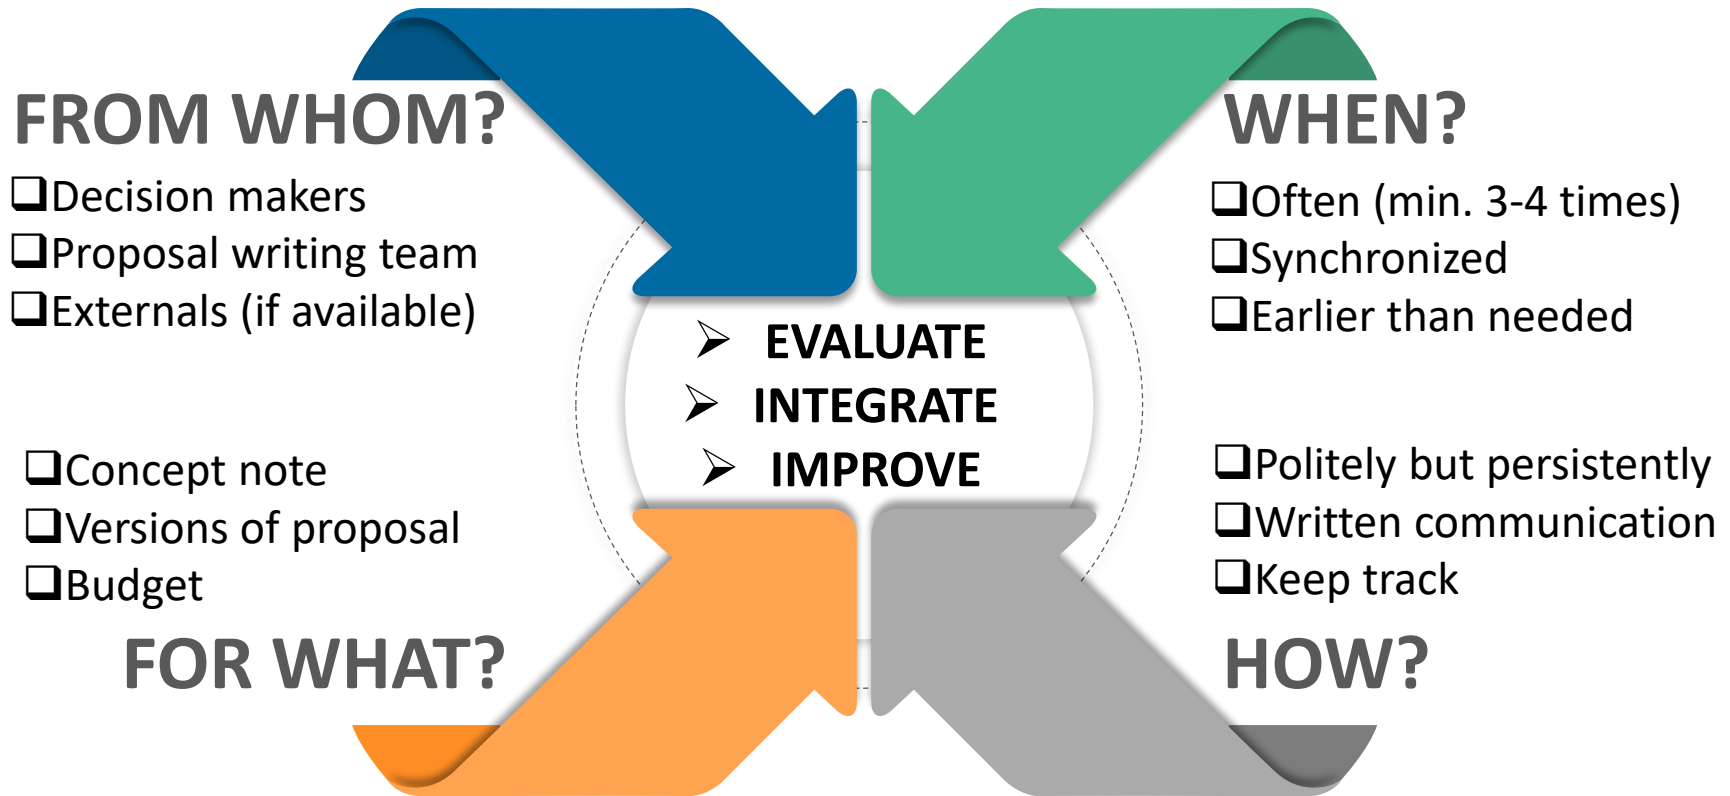 FROM WHOM?
❑Decision makers
❑Proposal writing team
❑Externals (if available)
WHEN?
❑Often (min. 3-4 times)
❑Synchronized
❑Earlier than needed
➢ EVALUATE
➢ INTEGRATE
➢ IMPROVE
❑Concept note
❑Versions of proposal
❑Budget
FOR WHAT?
❑Politely but persistently
❑Written communication
❑Keep track
HOW?